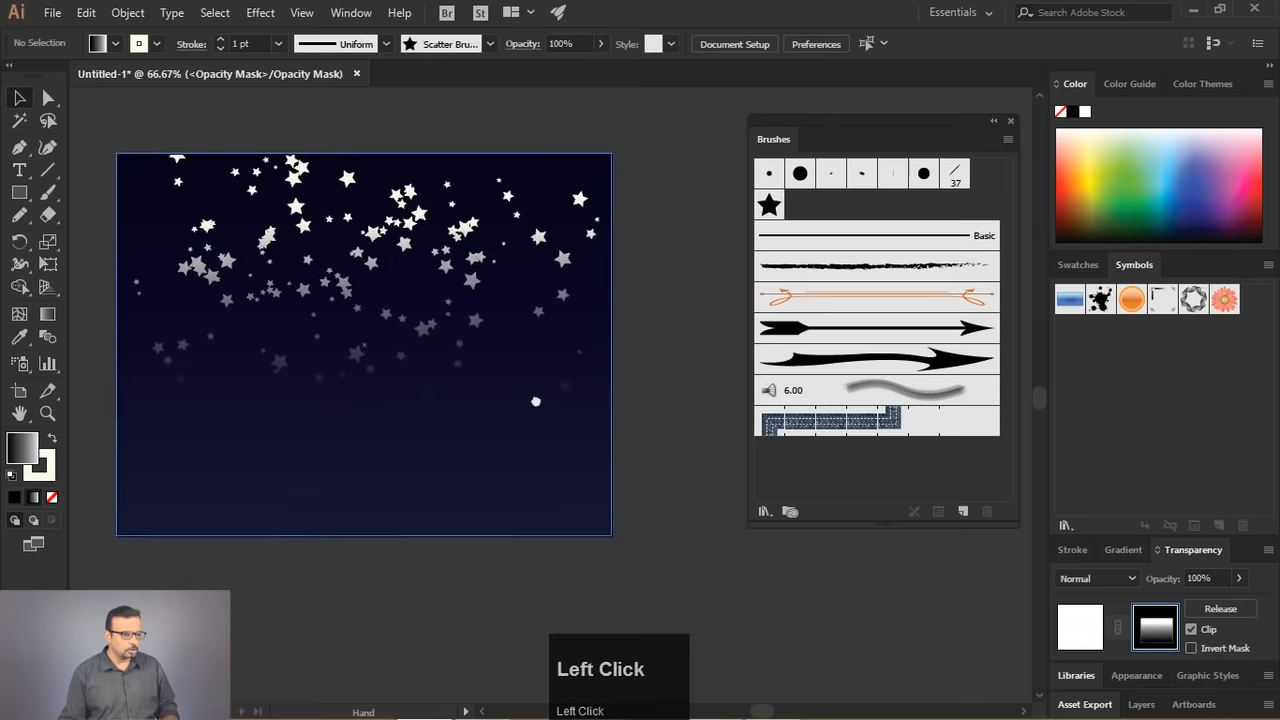 Ai File Edit Object Type Select Effect View Window Help Br St Essentials Search Adobe Stock
No Selection Stroke: 1 pt Uniform Scatter Bru... Opacity: 100% Style: Document Setup Preferences
Untitled-1* @ 66.67% (<Opacity Mask>/Opacity Mask) ×
Color Color Guide Color Themes
Brushes
37
Basic
Swatches Symbols
6.00
Stroke Gradient Transparency
Normal Opacity: 100%
Release
Clip
Invert Mask
Left Click
Left Click
Libraries Appearance Graphic Styles
Asset Export Layers Artboards
Hand